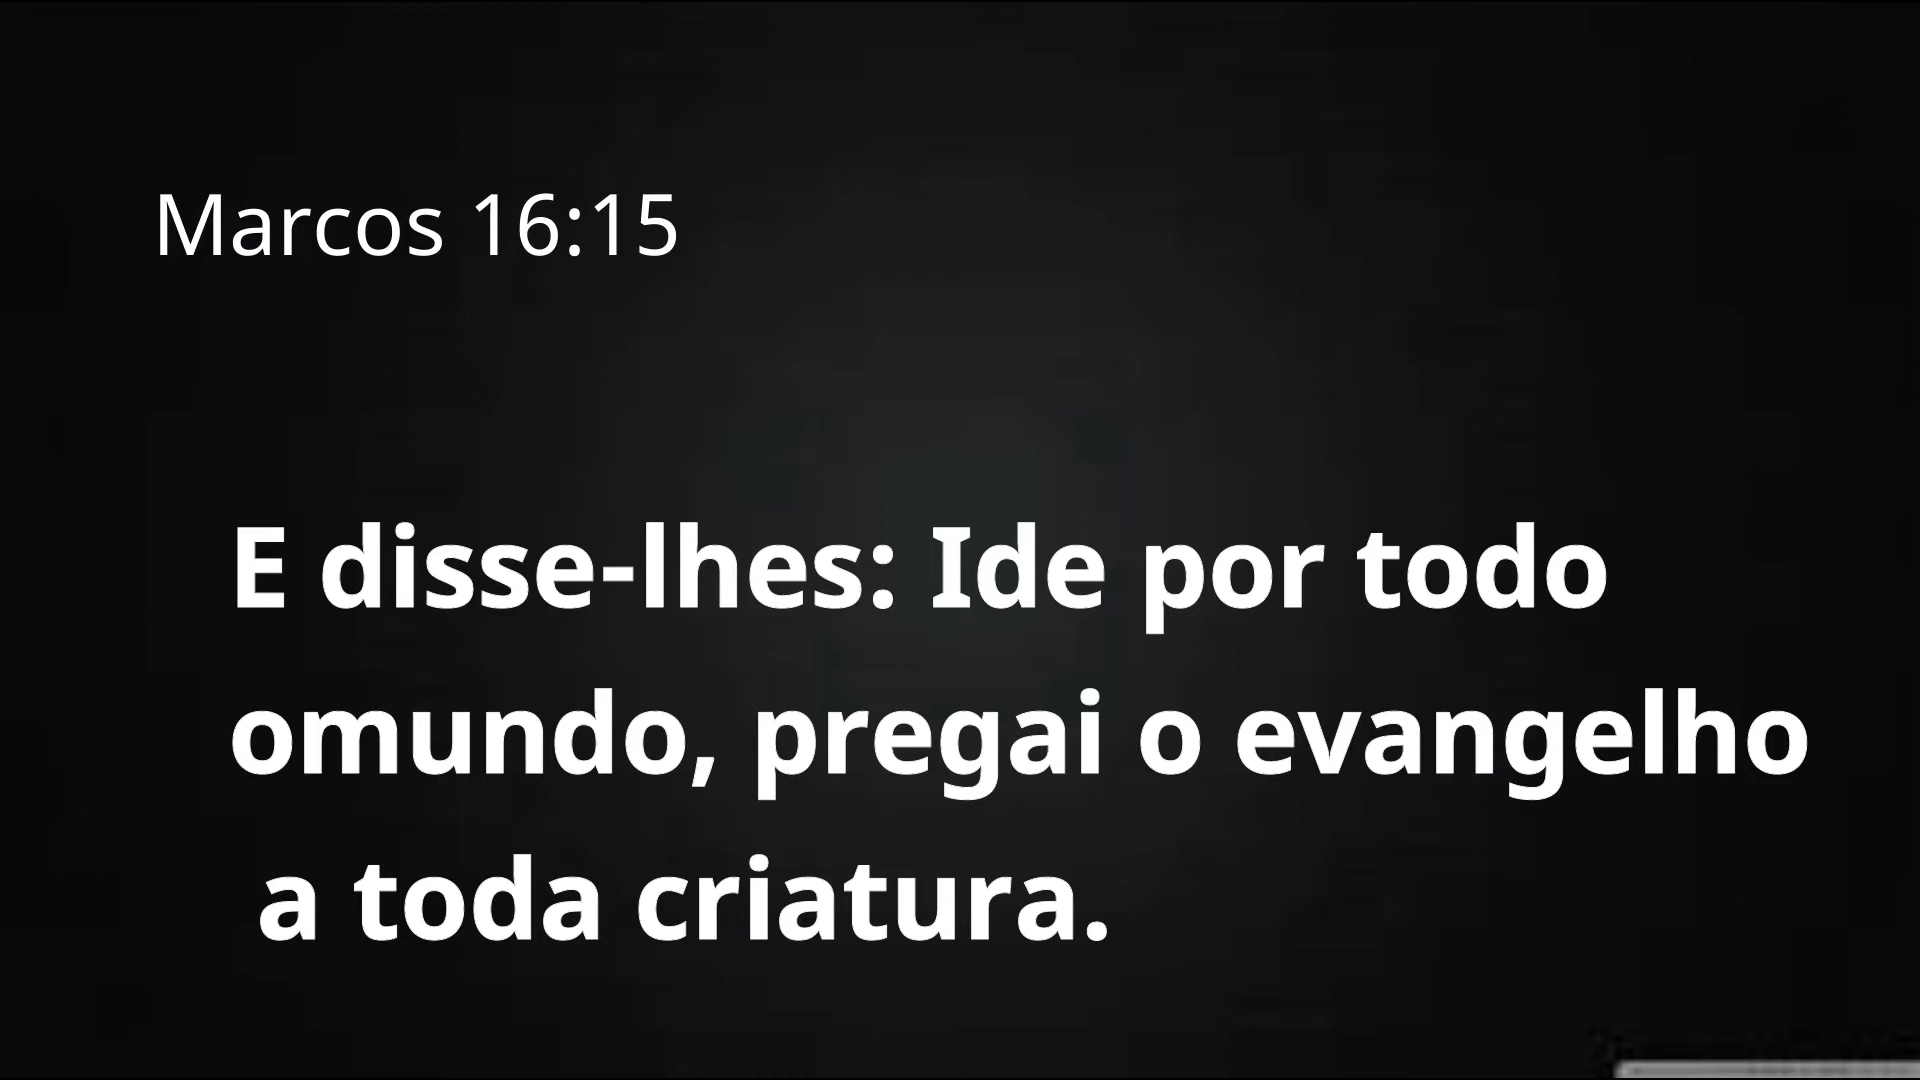 Marcos 16:15
E disse-lhes: Ide por todo
omundo, pregai o evangelho
a toda criatura.